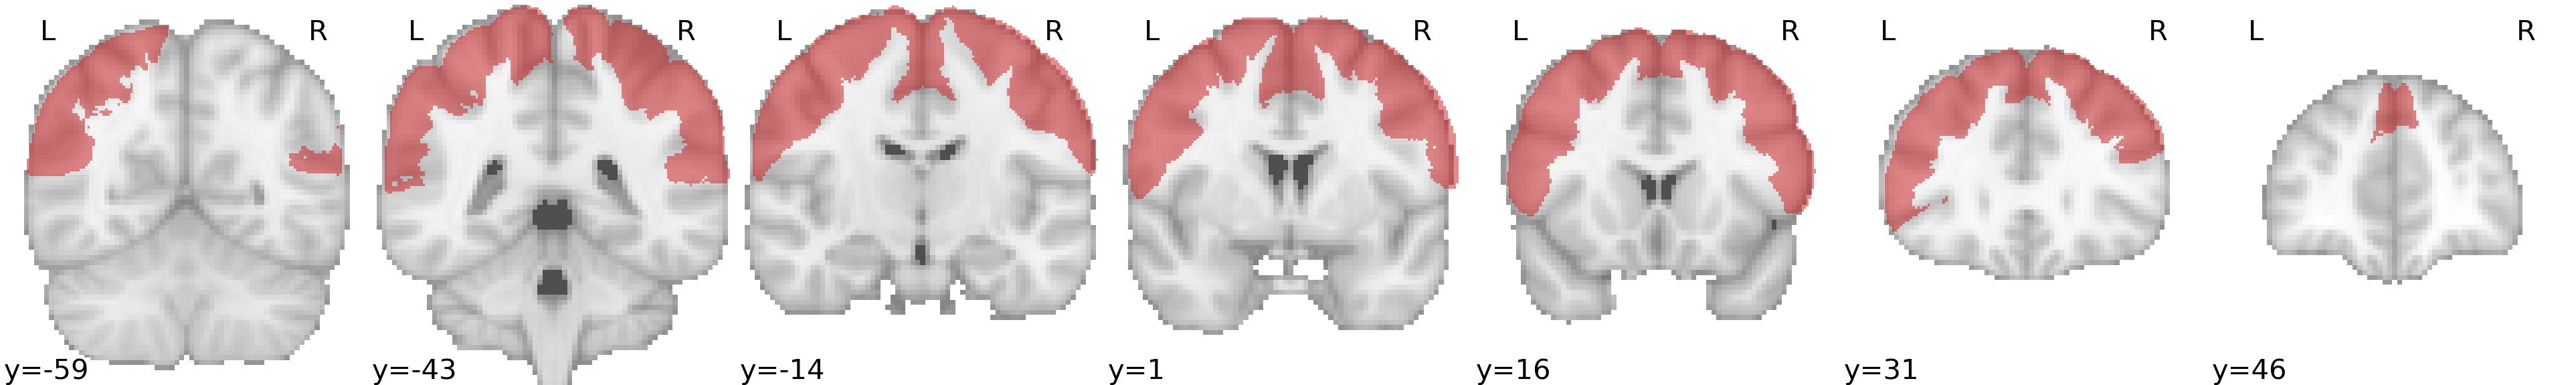 L R L R L R L R L R L R L R
y=-59 y=-43 y=-14 y=1 y=16 y=31 y=46